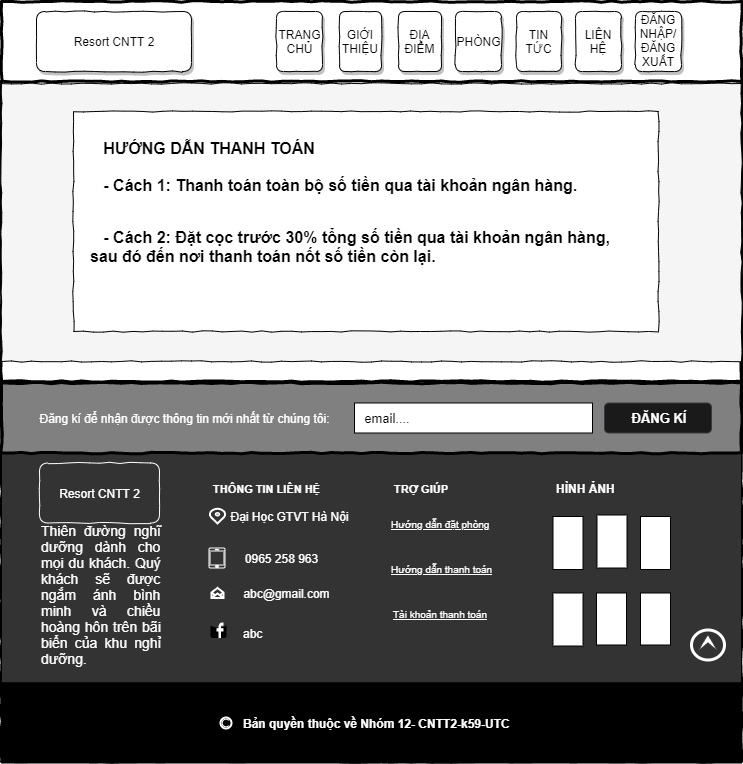 Resort CNTT 2
TRANG
CHỦ
GIỚI
THIỆU
ĐỊA
ĐIỂM
PHÒNG
TIN
TỨC
LIÊN
HỆ
ĐĂNG
NHẬP/
ĐĂNG
XUẤT
HƯỚNG DẪN THANH TOÁN
- Cách 1: Thanh toán toàn bộ số tiền qua tài khoản ngân hàng.
- Cách 2: Đặt cọc trước 30% tổng số tiền qua tài khoản ngân hàng,
sau đó đến nơi thanh toán nốt số tiền còn lại.
Đăng kí để nhận được thông tin mới nhất từ chúng tôi:
email....
ĐĂNG KÍ
Resort CNTT 2
Thiên đường nghĩ
dưỡng dành cho
mọi du khách. Quý
khách sẽ được
ngắm ánh bình
minh và chiều
hoàng hôn trên bãi
biển của khu nghỉ
dưỡng.
THÔNG TIN LIÊN HỆ
Đại Học GTVT Hà Nội
0965 258 963
abc@gmail.com
abc
TRỢ GIÚP
Hướng dẫn đặt phòng
Hướng dẫn thanh toán
Tài khoản thanh toán
HÌNH ẢNH
© Bản quyền thuộc về Nhóm 12- CNTT2-k59-UTC